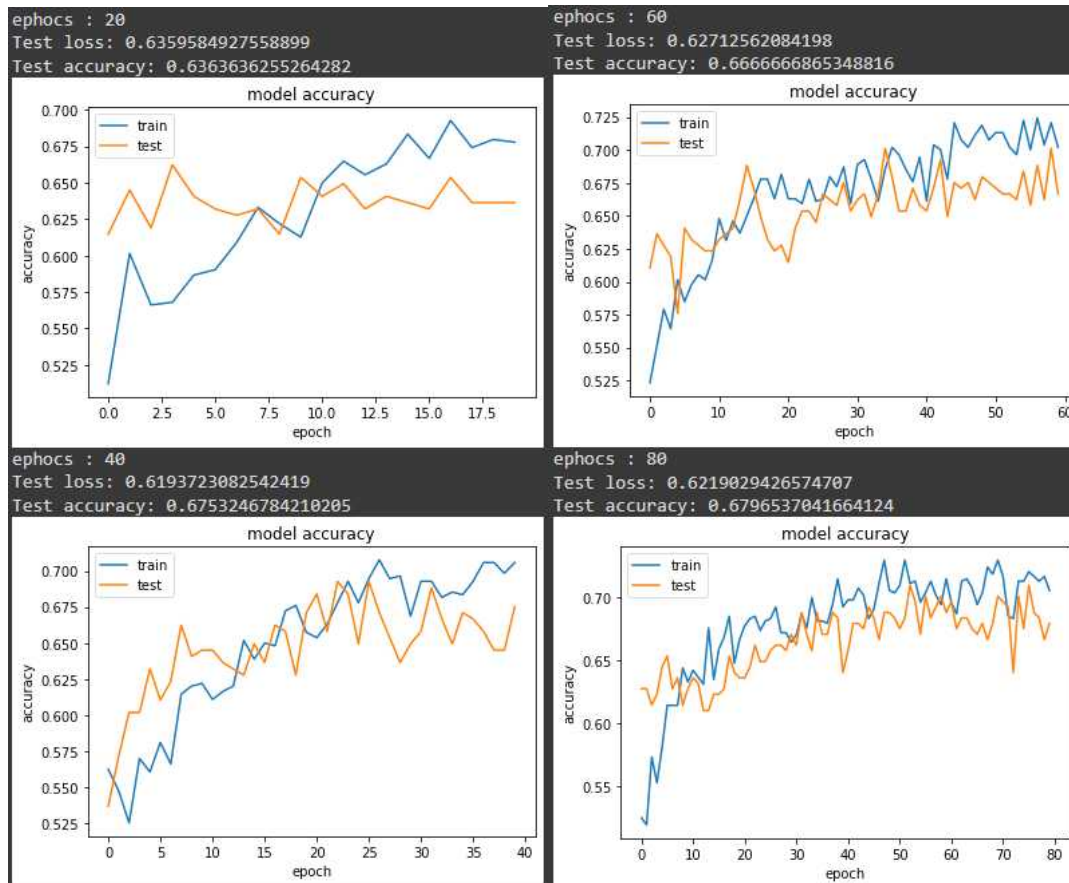 ephocs : 20
Test loss: 0.6359584927558899
Test accuracy: 0.6363636255264282
model accuracy
train
test
accuracy
0.700
0.675
0.650
0.625
0.600
0.575
0.550
0.525
0.0 2.5 5.0 7.5 10.0 12.5 15.0 17.5
epoch
ephocs : 60
Test loss: 0.62712562084198
Test accuracy: 0.6666666865348816
model accuracy
train
test
accuracy
0.725
0.700
0.675
0.650
0.625
0.600
0.575
0.550
0.525
0 10 20 30 40 50 60
epoch
ephocs : 40
Test loss: 0.6193723082542419
Test accuracy: 0.6753246784210205
model accuracy
train
test
accuracy
0.700
0.675
0.650
0.625
0.600
0.575
0.550
0.525
0 5 10 15 20 25 30 35 40
epoch
ephocs : 80
Test loss: 0.6219029426574707
Test accuracy: 0.6796537041664124
model accuracy
train
test
accuracy
0.70
0.65
0.60
0.55
0 10 20 30 40 50 60 70 80
epoch